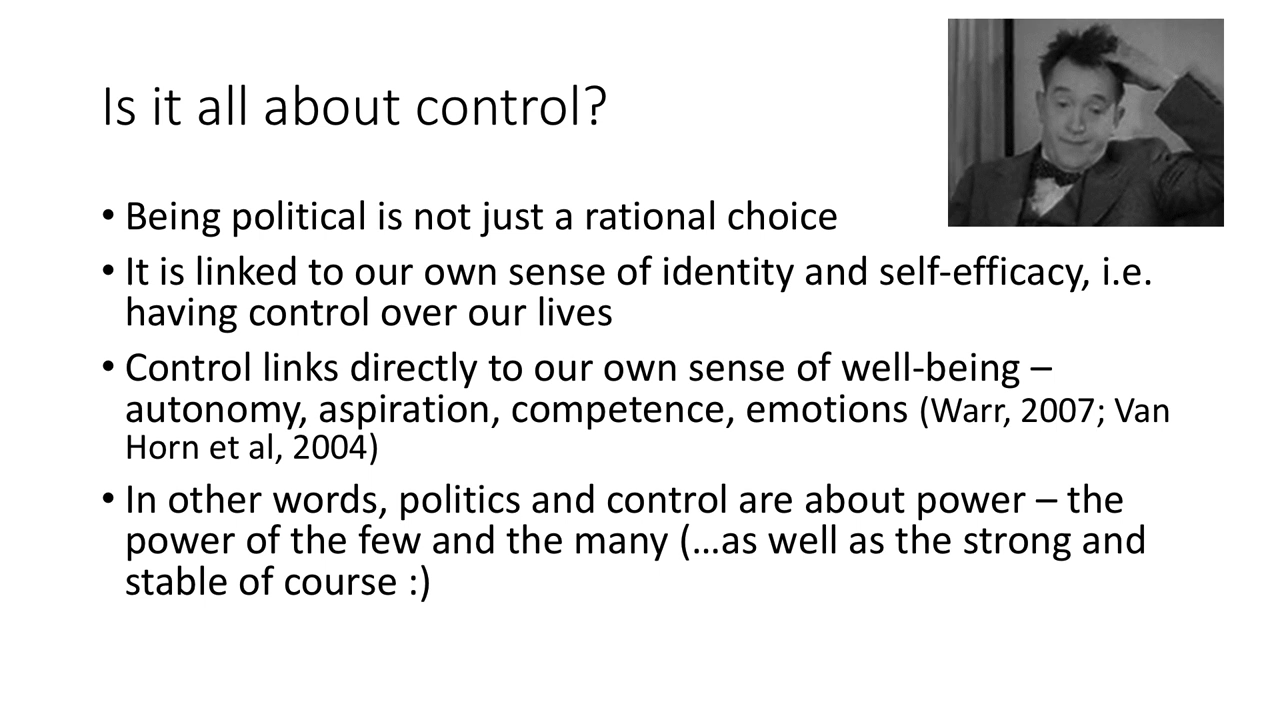 Is it all about control?
• Being political is not just a rational choice
• It is linked to our own sense of identity and self-efficacy, i.e.
having control over our lives
• Control links directly to our own sense of well-being –
autonomy, aspiration, competence, emotions (Warr, 2007; Van
Horn et al, 2004)
• In other words, politics and control are about power – the
power of the few and the many (…as well as the strong and
stable of course :)